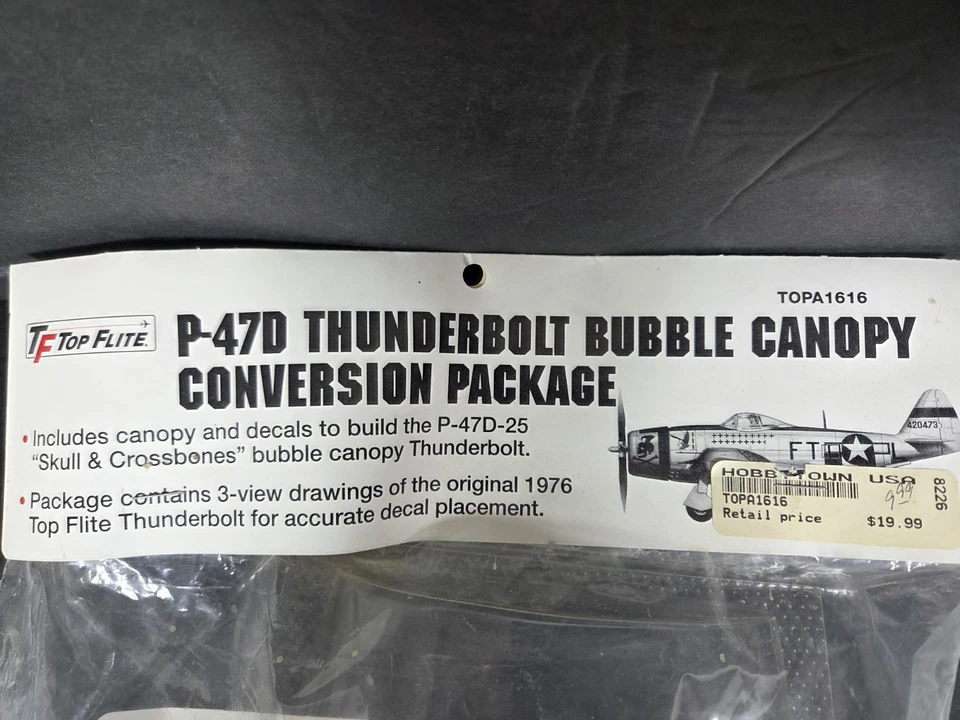 TOPA1616
TF TOP FLITE.
P-47D THUNDERBOLT BUBBLE CANOPY
CONVERSION PACKAGE
• Includes canopy and decals to build the P-47D-25
"Skull & Crossbones" bubble canopy Thunderbolt.
• Package contains 3-view drawings of the original 1976
Top Flite Thunderbolt for accurate decal placement.
420473
FT
HOBBYTOWN USA
TOPA1616
9.99
Retail price
$19.99
8226